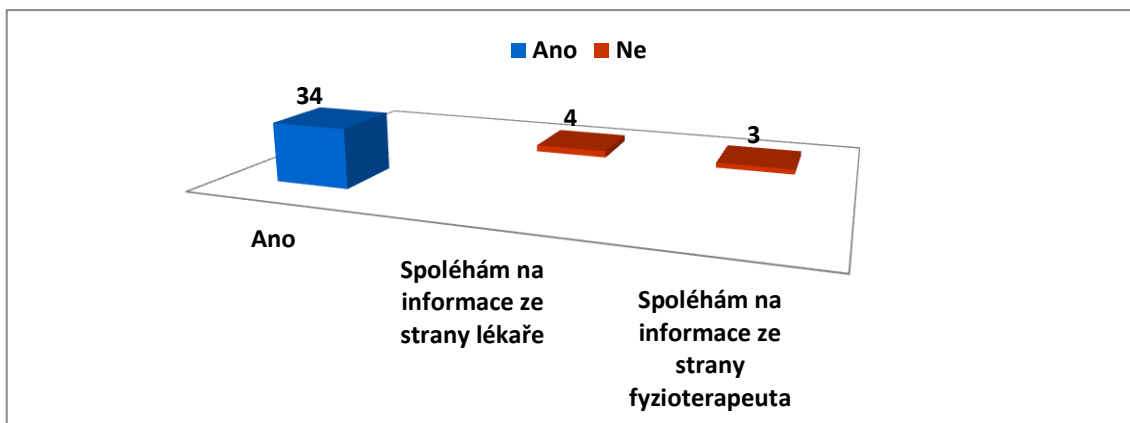 Ano Ne
34
4
3
Ano
Spoléhám na
informace ze
strany lékaře
Spoléhám na
informace ze
strany
fyzioterapeuta